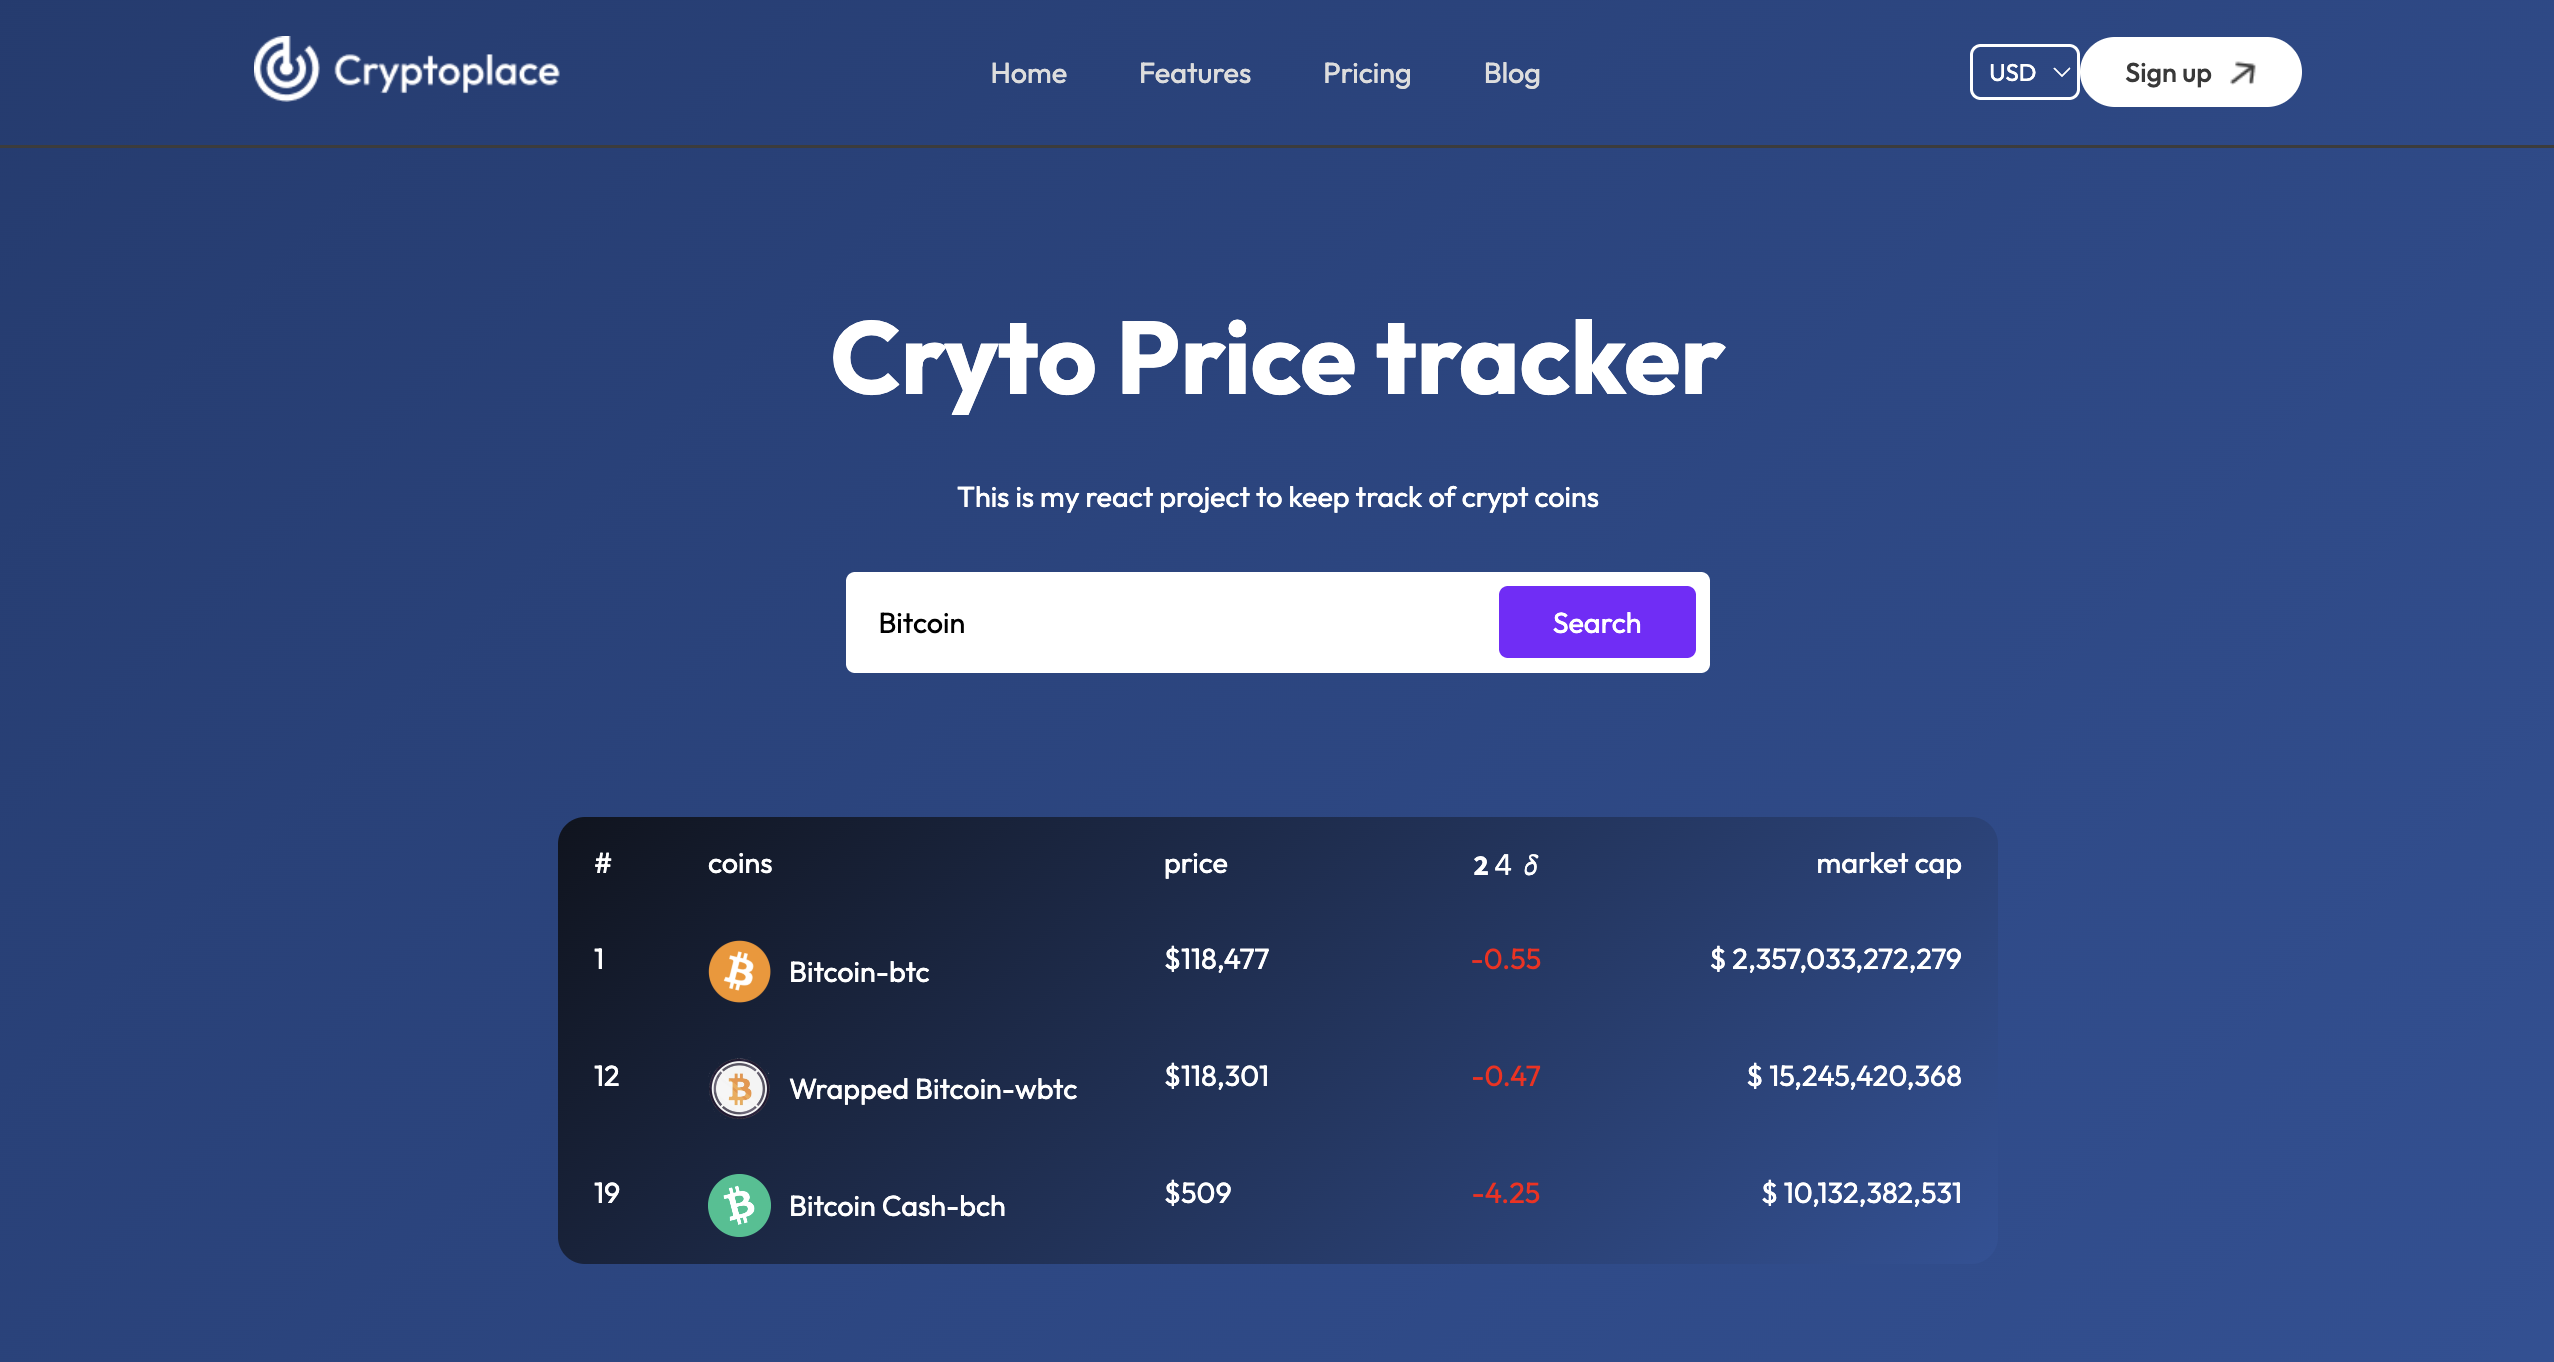 Cryptoplace
Home Features Pricing Blog
USD Sign up
Cryto Price tracker
This is my react project to keep track of crypt coins
Bitcoin Search
# coins price 24 δ market cap
1 Bitcoin-btc $118,477 -0.55 $ 2,357,033,272,279
12 Wrapped Bitcoin-wbtc $118,301 -0.47 $ 15,245,420,368
19 Bitcoin Cash-bch $509 -4.25 $ 10,132,382,531